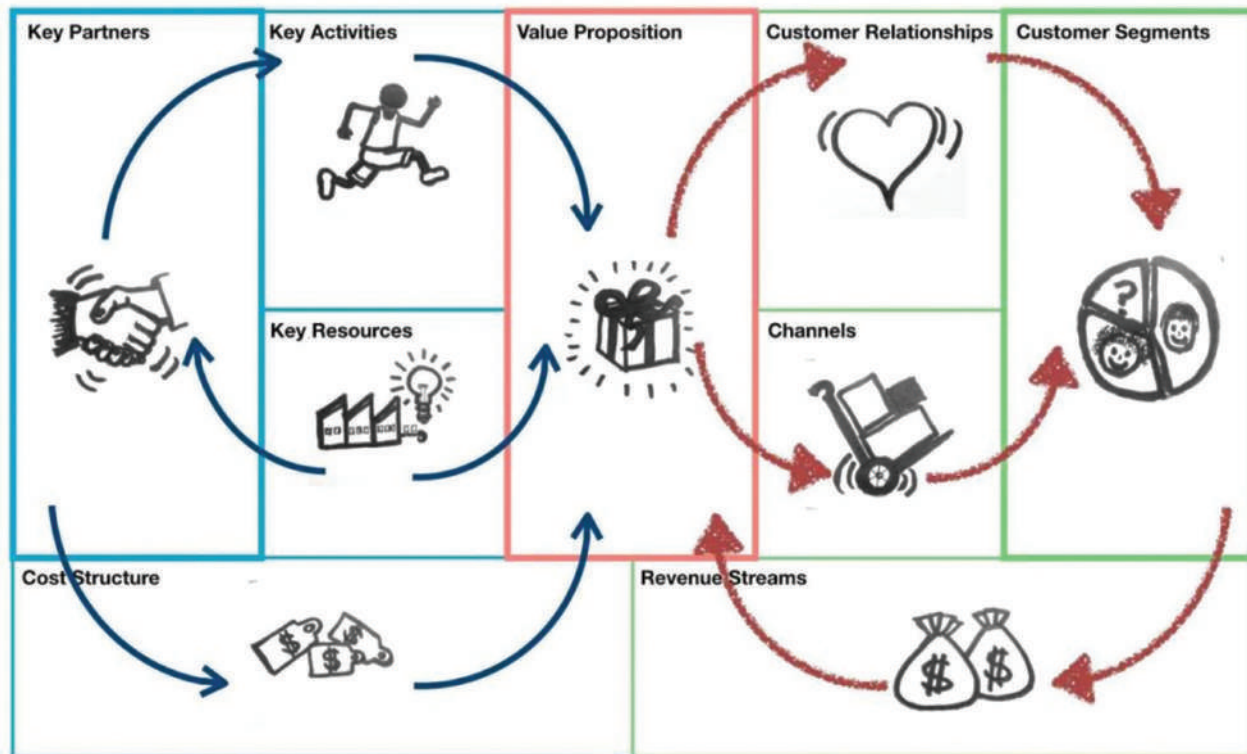 Key Partners
Key Activities
Value Proposition
Customer Relationships
Customer Segments
?
Key Resources
Channels
Cost Structure
$ $ $
Revenue Streams
$ $